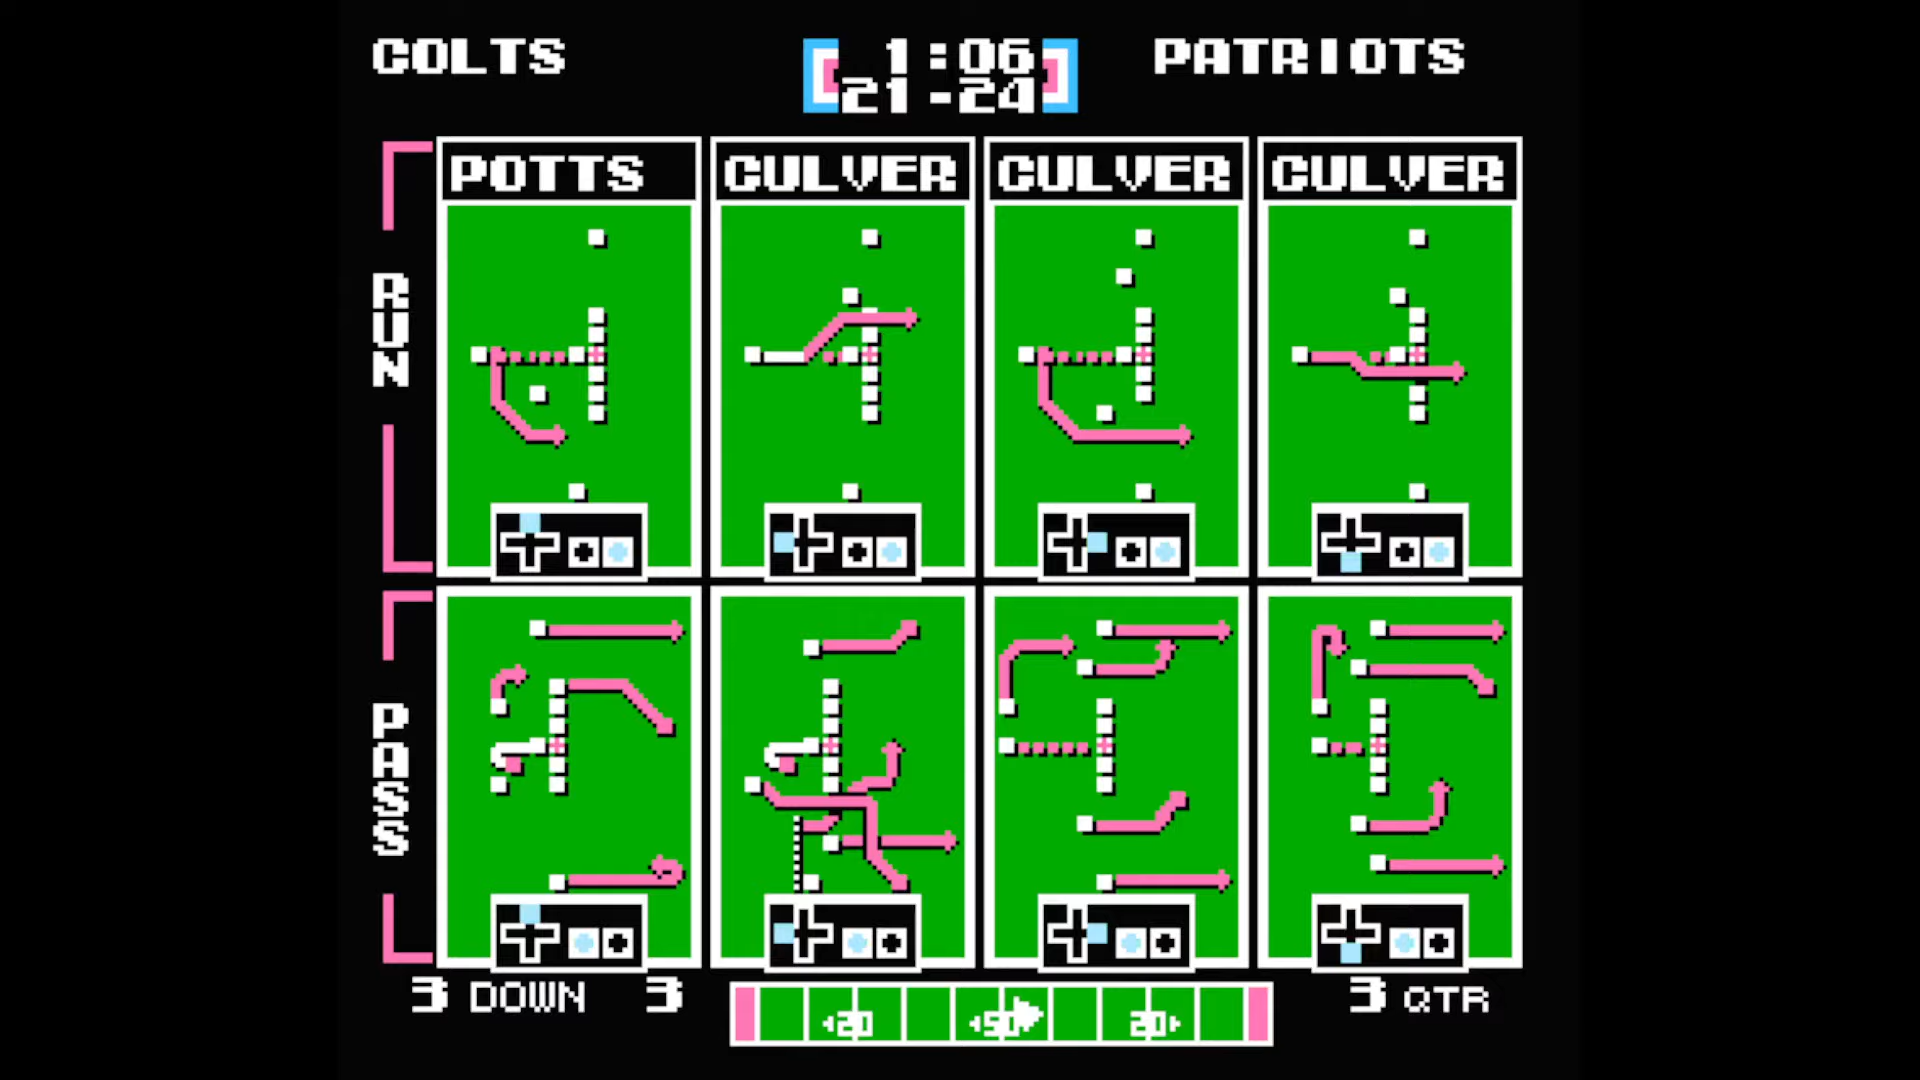 COLTS
1:06
21-24
PATRIOTS
RUN
POTTS
CULVER
CULVER
CULVER
PASS
3 DOWN 3
20
50
20
3 QTR